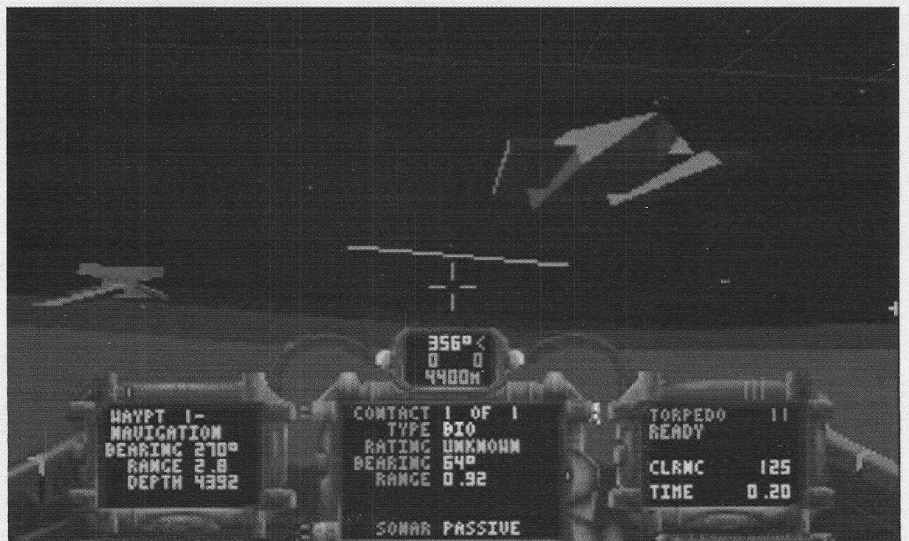 356° <
0 0
4400M
WAYPT 1-
NAVIGATION
BEARING 270°
RANGE 2.8
DEPTH 4392
CONTACT 1 OF 1
TYPE BIO
RATING UNKNOWN
BEARING 64°
RANGE 0.92
SONAR PASSIVE
TORPEDO 11
READY
CLRNC 125
TIME 0.20